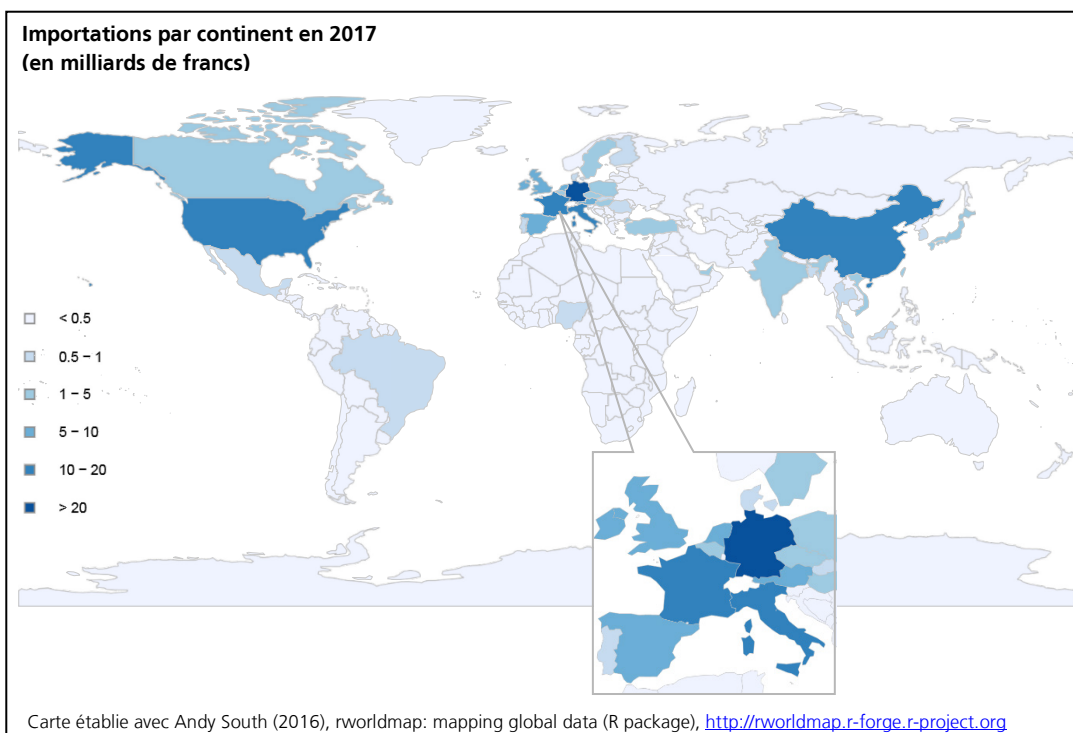 Importations par continent en 2017
(en milliards de francs)
< 0.5
0.5 – 1
1 – 5
5 – 10
10 – 20
> 20
Carte établie avec Andy South (2016), rworldmap: mapping global data (R package), http://rworldmap.r-forge.r-project.org